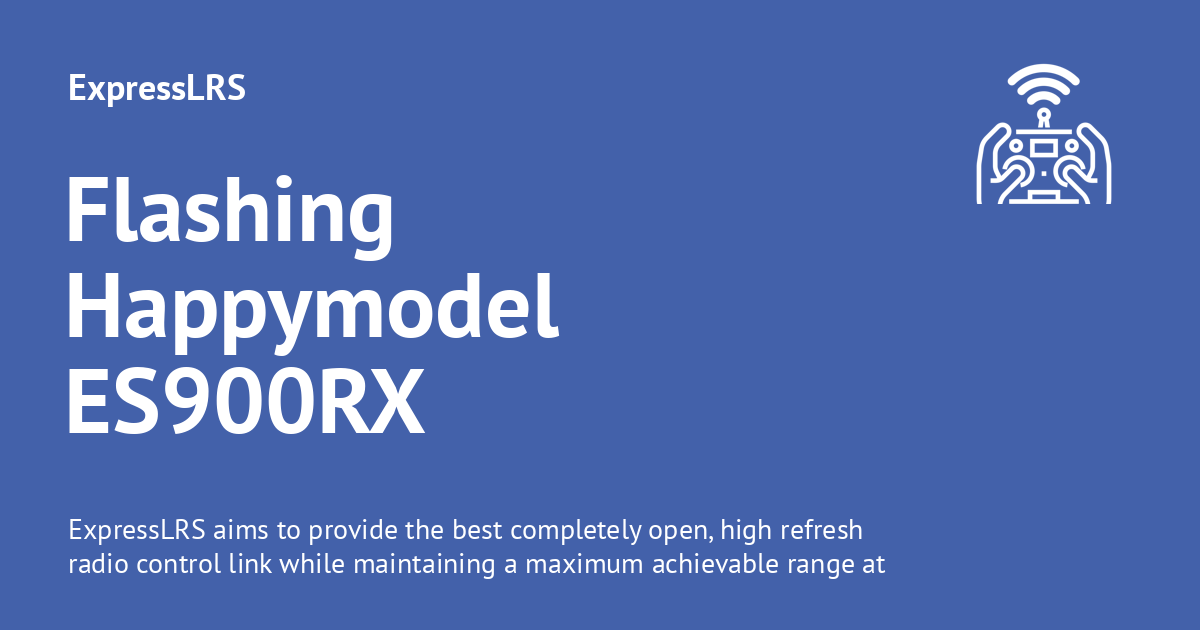 ExpressLRS
Flashing
Happymodel
ES900RX
ExpressLRS aims to provide the best completely open, high refresh
radio control link while maintaining a maximum achievable range at